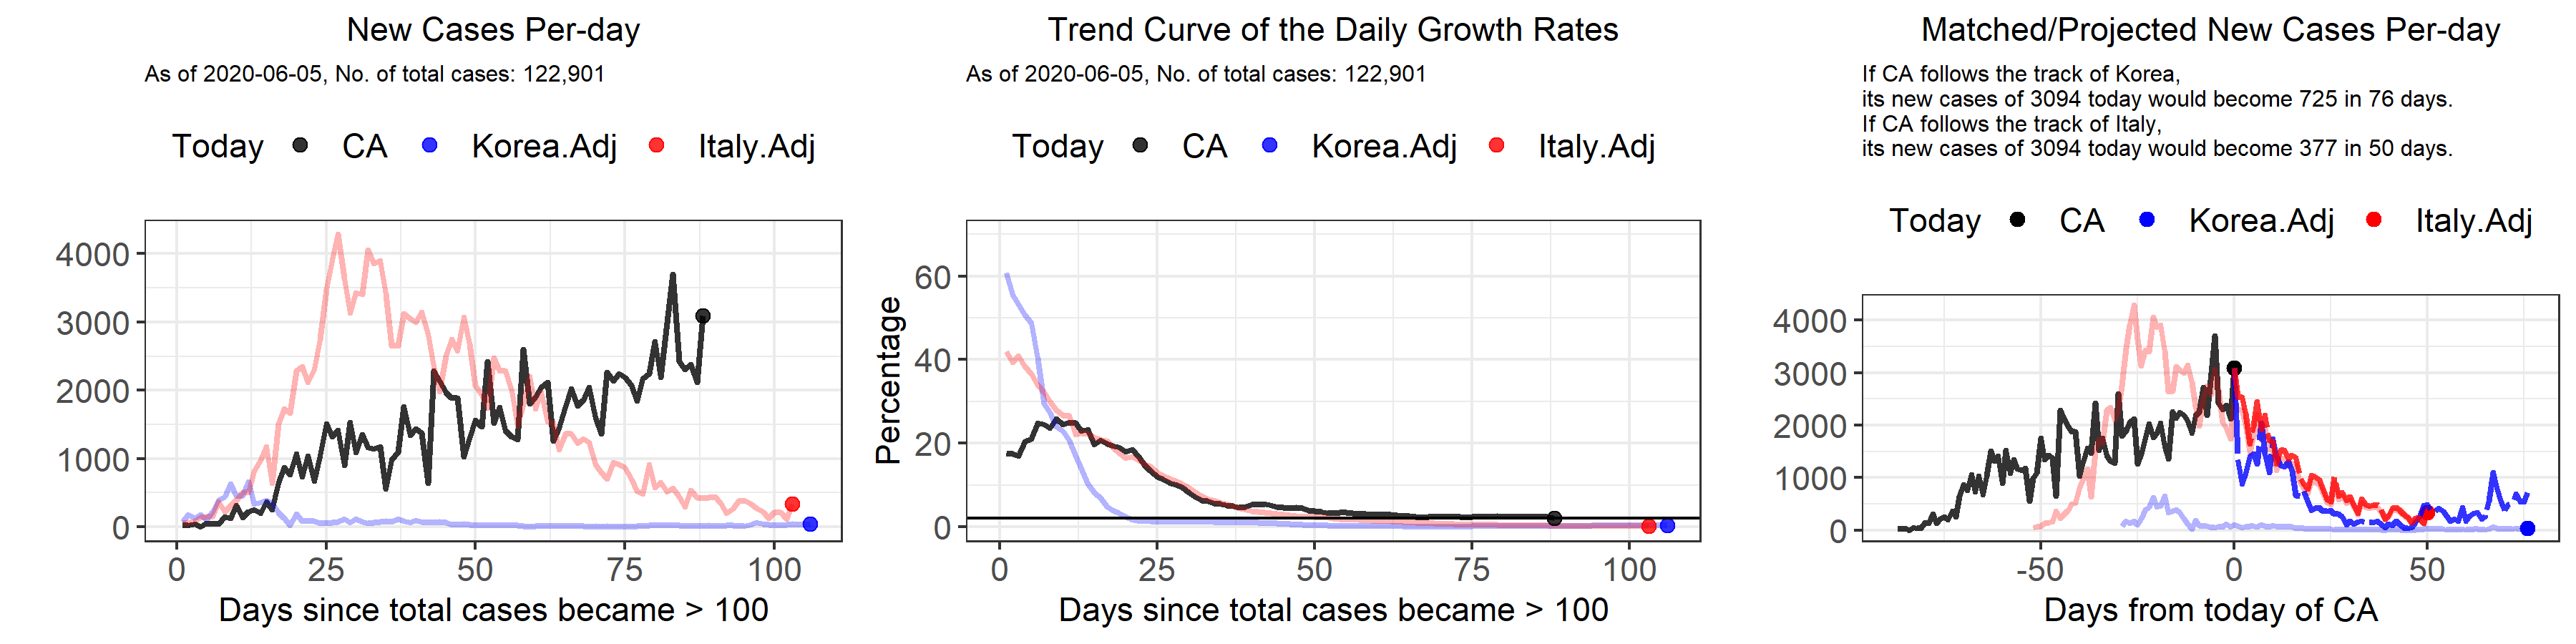 New Cases Per-day
As of 2020-06-05, No. of total cases: 122,901
Today CA Korea.Adj Italy.Adj
4000
3000
2000
1000
0
0 25 50 75 100
Days since total cases became > 100
Trend Curve of the Daily Growth Rates
As of 2020-06-05, No. of total cases: 122,901
Today CA Korea.Adj Italy.Adj
Percentage
60
40
20
0
0 25 50 75 100
Days since total cases became > 100
Matched/Projected New Cases Per-day
If CA follows the track of Korea,
its new cases of 3094 today would become 725 in 76 days.
If CA follows the track of Italy,
its new cases of 3094 today would become 377 in 50 days.
Today CA Korea.Adj Italy.Adj
4000
3000
2000
1000
0
-50 0 50
Days from today of CA